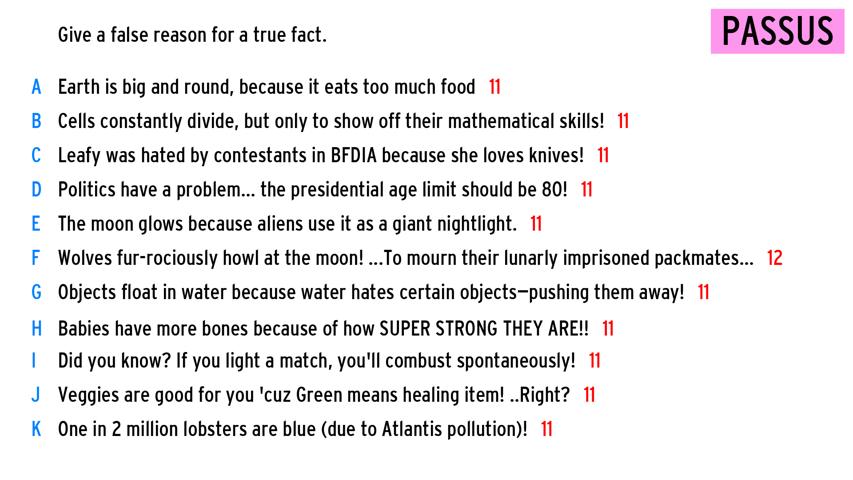 Give a false reason for a true fact.
PASSUS
A Earth is big and round, because it eats too much food 11
B Cells constantly divide, but only to show off their mathematical skills! 11
C Leafy was hated by contestants in BFDIA because she loves knives! 11
D Politics have a problem... the presidential age limit should be 80! 11
E The moon glows because aliens use it as a giant nightlight. 11
F Wolves fur-rociously howl at the moon! ...To mourn their lunarly imprisoned packmates... 12
G Objects float in water because water hates certain objects—pushing them away! 11
H Babies have more bones because of how SUPER STRONG THEY ARE!! 11
I Did you know? If you light a match, you'll combust spontaneously! 11
J Veggies are good for you 'cuz Green means healing item! ..Right? 11
K One in 2 million lobsters are blue (due to Atlantis pollution)! 11